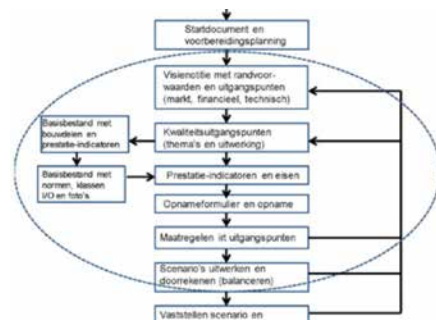 Startdocument en
voorbereidingsplanning
Visienotitie met randvoor-
waarden en uitgangspunten
(markt, financieel, technisch)
Basisbestand met
bouwdelen en
prestatie-indicatoren
Kwaliteitsuitgangspunten
(thema's en uitwerking)
Basisbestand met
normen, klassen
I/O en foto's
Prestatie-indicatoren en eisen
Opnameformulier en opname
Maatregelen irt uitgangspunten
Scenario's uitwerken en
doorrekenen (balanceren)
Vaststellen scenario en